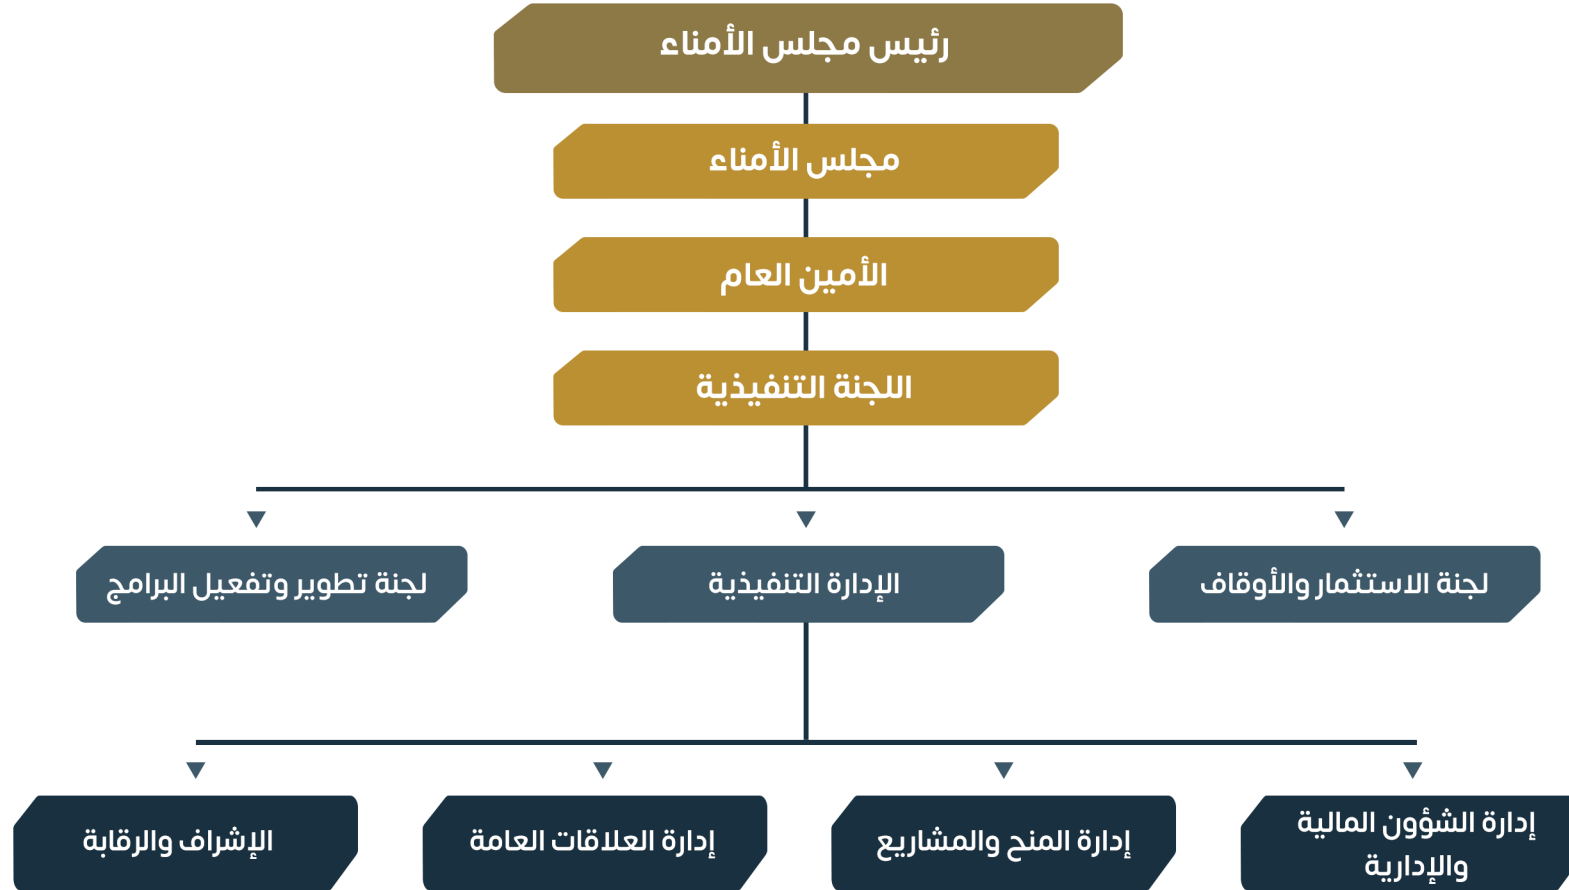 رئيس مجلس الأمناء
مجلس الأمناء
الأمين العام
اللجنة التنفيذية
لجنة الاستثمار والأوقاف
الإدارة التنفيذية
لجنة تطوير وتفعيل البرامج
إدارة الشؤون المالية
والإدارية
إدارة المنح والمشاريع
إدارة العلاقات العامة
الإشراف والرقابة